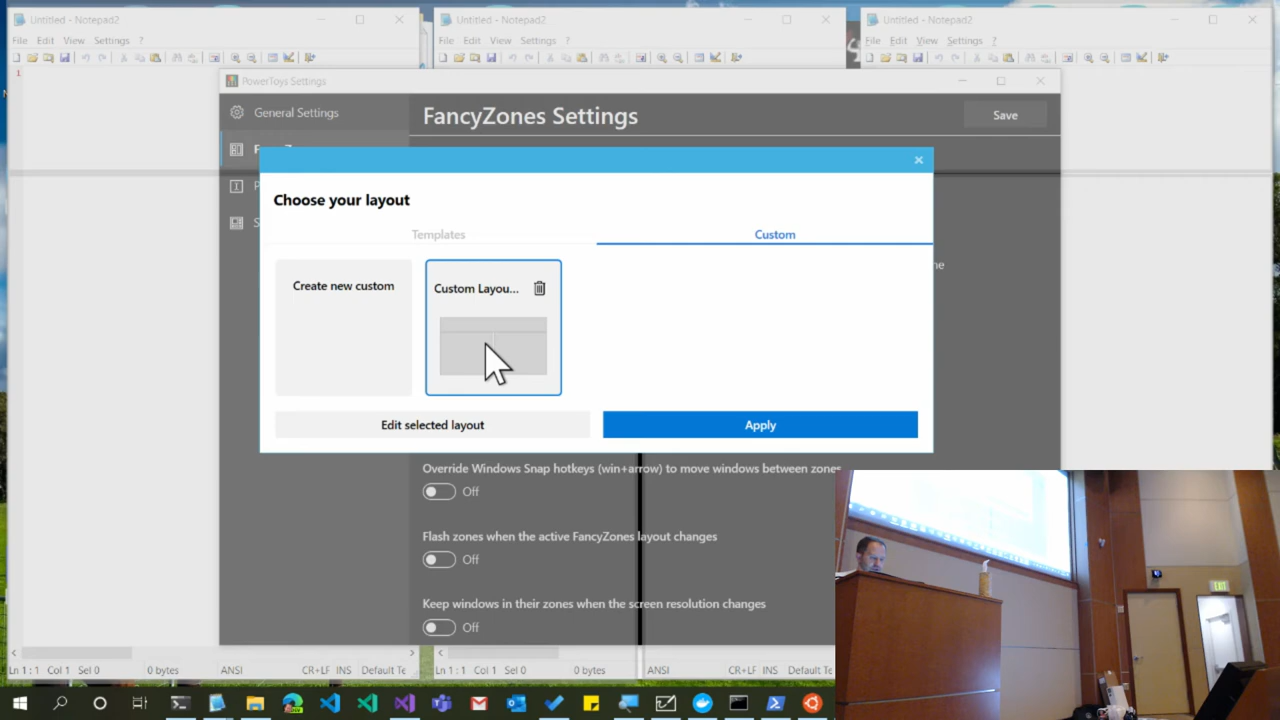 Untitled - Notepad2
Untitled - Notepad2
Untitled - Notepad2
File Edit View Settings ?
File Edit View Settings ?
File Edit View Settings ?
1
PowerToys Settings
General Settings
FancyZones Settings
Save
Choose your layout
Templates
Custom
Create new custom
Custom Layou...
Edit selected layout
Apply
Override Windows Snap hotkeys (win+arrow) to move windows between zones
Off
Flash zones when the active FancyZones layout changes
Off
Keep windows in their zones when the screen resolution changes
Off
Ln 1 : 1 Col 1 Sel 0 0 bytes ANSI CR+LF INS Default Te
Ln 1 : 1 Col 1 Sel 0 0 bytes ANSI CR+LF INS Default Te